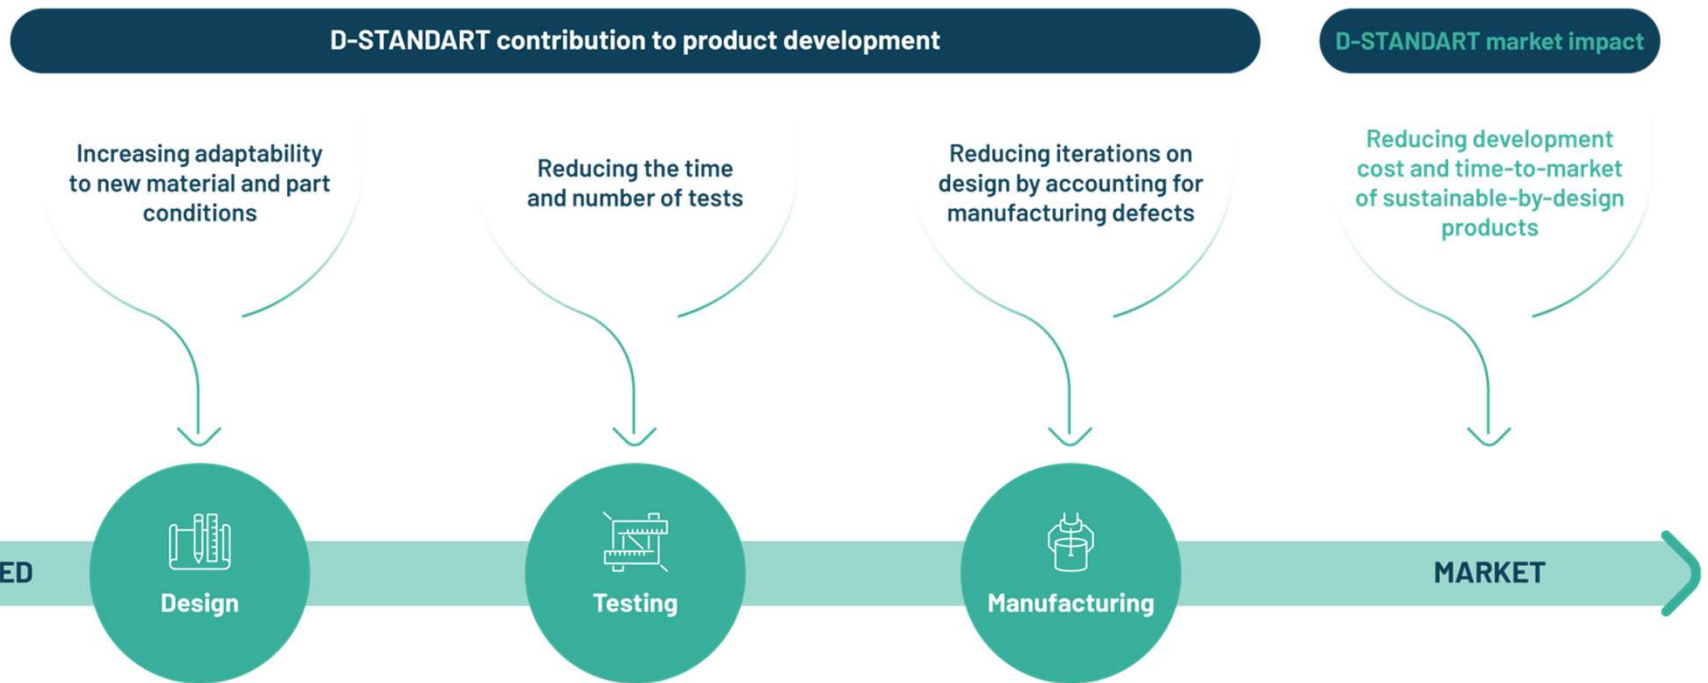 D-STANDART contribution to product development
D-STANDART market impact
Increasing adaptability
to new material and part
conditions
Reducing the time
and number of tests
Reducing iterations on
design by accounting for
manufacturing defects
Reducing development
cost and time-to-market
of sustainable-by-design
products
ED
Design
Testing
Manufacturing
MARKET